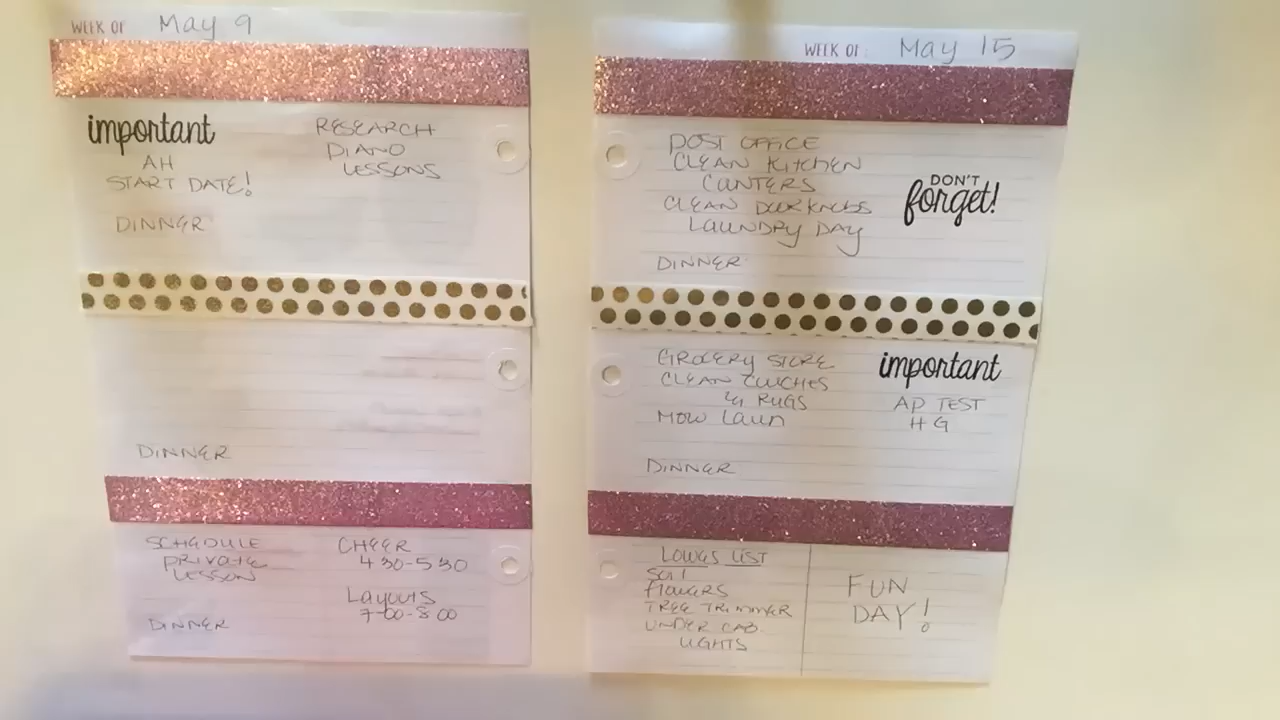 WEEK OF May 9
important
AH
START DATE!
DINNER
RESEARCH
PIANO
LESSONS
DINNER
SCHEDULE
PRIVATE
LESSON
DINNER
CHEER
4 30-5 30
Layouts
7-00-8 00
WEEK OF: May 15
POST OFFICE
CLEAN KITCHEN
CLEAN DOORKNOBS
LAUNDRY DAY
DINNER
DON'T
forget!
GROCERY STORE
CLEAN COUCHES
RUGS
MOW LAWN
DINNER
important
AP TEST
HG
LOWES LIST
SOIL
FLOWERS
TREE TRIMMER
UNDER CAB
LIGHTS
FUN
DAY!